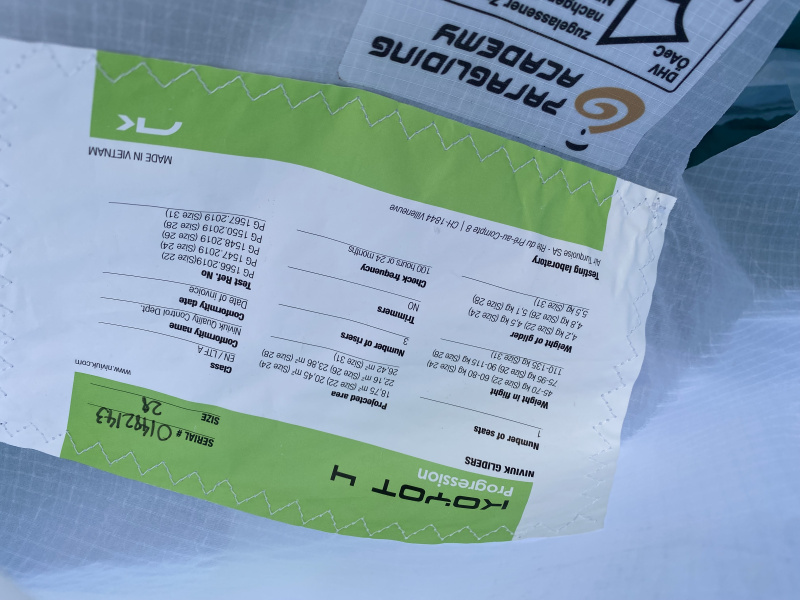 KOYOT 4
Progression
NIVIUK GLIDERS
Number of seats
1
Weight in flight
45-70 kg (Size 22) 60-80 kg (Size 24)
75-95 kg (Size 26) 90-115 kg (Size 28)
110-135 kg (Size 31)
Weight of glider
4,2 kg (Size 22) 4,5 kg (Size 24)
4,8 kg (Size 26) 5,1 kg (Size 28)
5,5 kg (Size 31)
Testing laboratory
Air Turquoise - SA - Rte du Pré-au-Compte 8 | CH-1844 Villeneuve
Projected area
18,75 m² (Size 22) 20,45 m² (Size 24)
22,16 m² (Size 26) 23,86 m² (Size 28)
26,42 m² (Size 31)
Number of risers
3
Trimmers
NO
Check frequency
100 hours or 24 months
SERIAL #
SIZE 28
Class
EN / LTF A
Conformity name
Niviuk Quality Control Dept.
Conformity date
Date of invoice
Test Ref. No
PG 1566.2019 (Size 22)
PG 1547.2019 (Size 24)
PG 1548.2019 (Size 26)
PG 1550.2019 (Size 28)
PG 1567.2019 (Size 31)
www.niviuk.com
MADE IN VIETNAM
PARAGLIDING
ACADEMY
DHV
ÖAeC
zugelassener